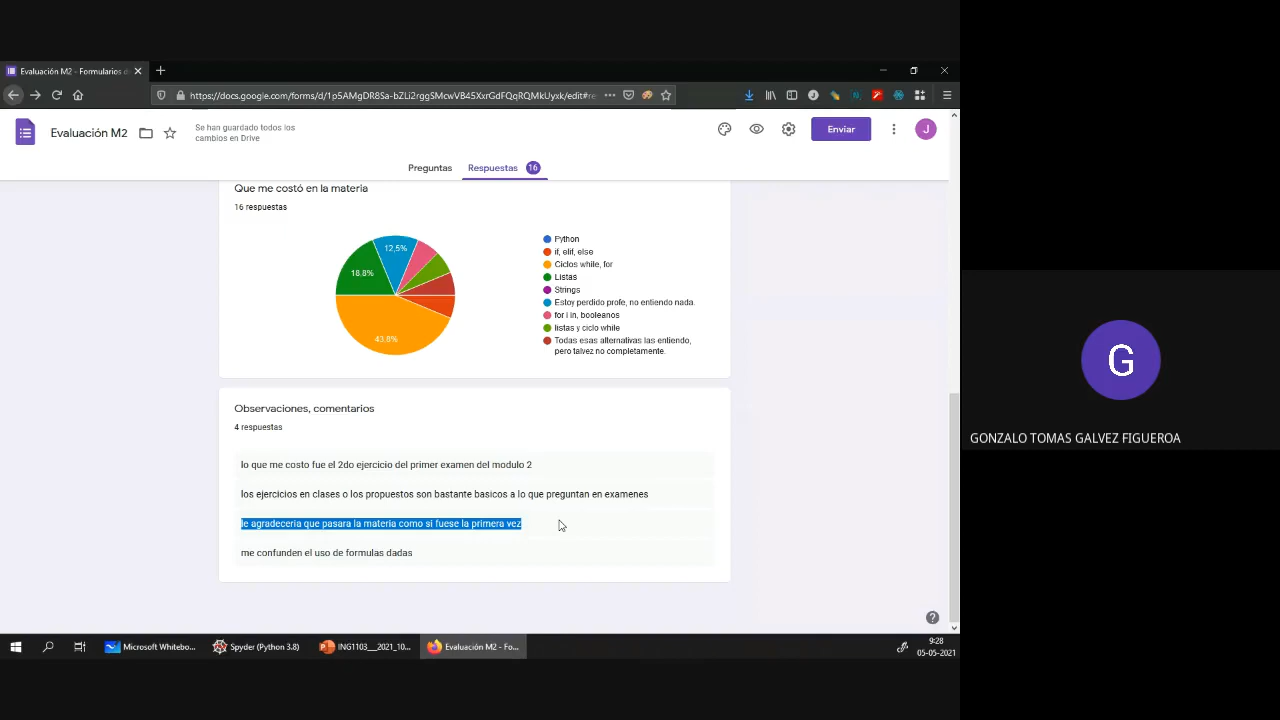 Evaluación M2 - Formularios d
https://docs.google.com/forms/d/1p5AMgDR8Sa-bZLi2rggSMcwVB45XxrGdFQqRQMkUyxk/edit#re
Evaluación M2
Se han guardado todos los
cambios en Drive
Enviar
J
Preguntas
Respuestas 16
Que me costó en la materia
16 respuestas
12,5%
18.8%
43,8%
Python
if, elif, else
Ciclos while, for
Listas
Strings
Estoy perdido profe, no entiendo nada.
for i in, booleanos
listas y ciclo while
Todas esas alternativas las entiendo,
pero talvez no completamente.
Observaciones, comentarios
4 respuestas
lo que me costo fue el 2do ejercicio del primer examen del modulo 2
los ejercicios en clases o los propuestos son bastante basicos a lo que preguntan en examenes
le agradeceria que pasara la materia como si fuese la primera vez
me confunden el uso de formulas dadas
G
GONZALO TOMAS GALVEZ FIGUEROA
Microsoft Whitebo...
Spyder (Python 3.8)
ING1103__2021_10...
Evaluación M2 - Fo...
9:28
05-05-2021